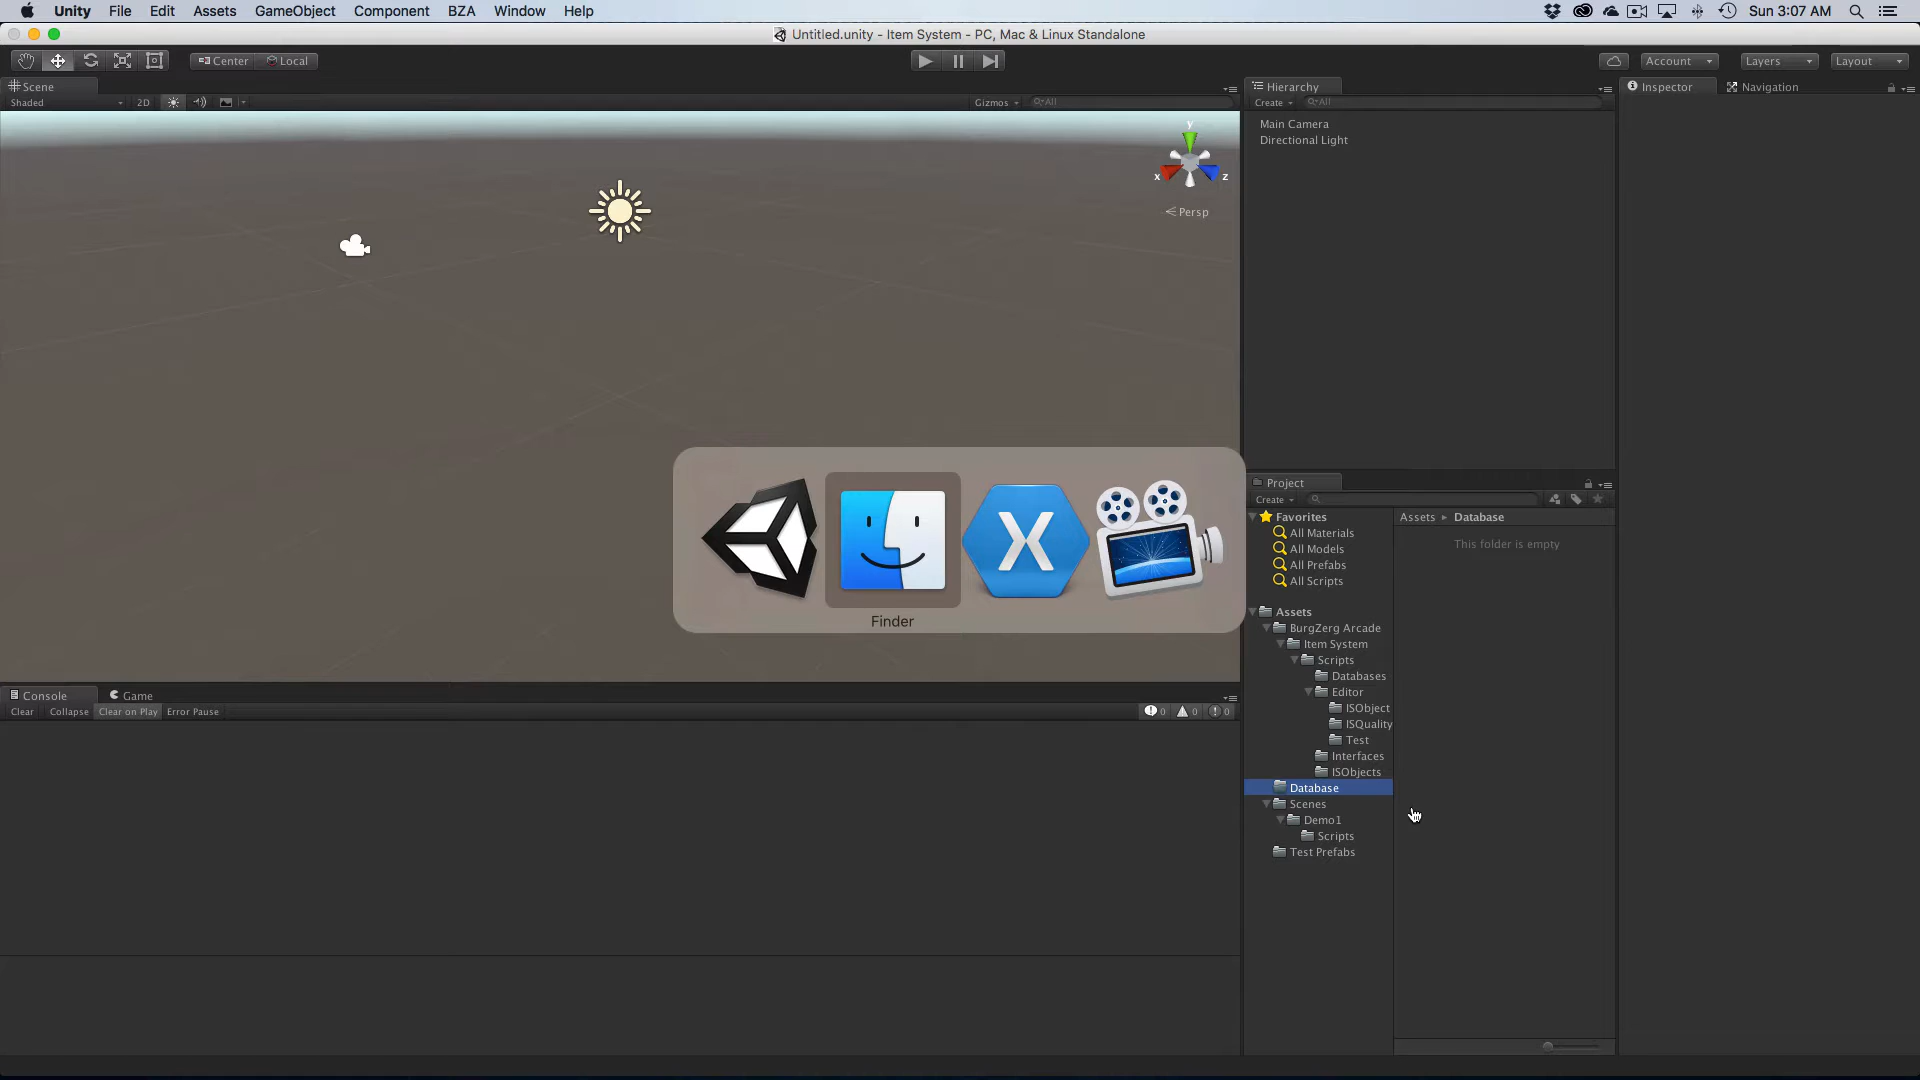 Unity File Edit Assets GameObject Component BZA Window Help Sun 3:07 AM
Untitled.unity - Item System - PC, Mac & Linux Standalone
Center Local Account Layers Layout
Scene
Shaded 2D Gizmos All
y
x z
Persp
Hierarchy
Create All
Main Camera
Directional Light
Inspector Navigation
Finder
Project
Create
Favorites
All Materials
All Models
All Prefabs
All Scripts
Assets
BurgZerg Arcade
Item System
Scripts
Databases
Editor
ISObject
ISQuality
Test
Interfaces
ISObjects
Database
Scenes
Demo1
Scripts
Test Prefabs
Assets Database
This folder is empty
Console Game
Clear Collapse Clear on Play Error Pause 0 0 0